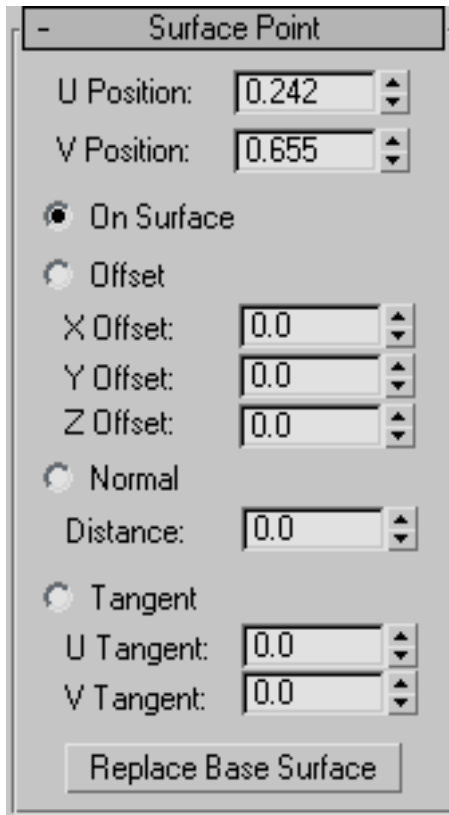 - Surface Point
U Position: 0.242
V Position: 0.655
On Surface
Offset
X Offset: 0.0
Y Offset: 0.0
Z Offset: 0.0
Normal
Distance: 0.0
Tangent
U Tangent: 0.0
V Tangent: 0.0
Replace Base Surface